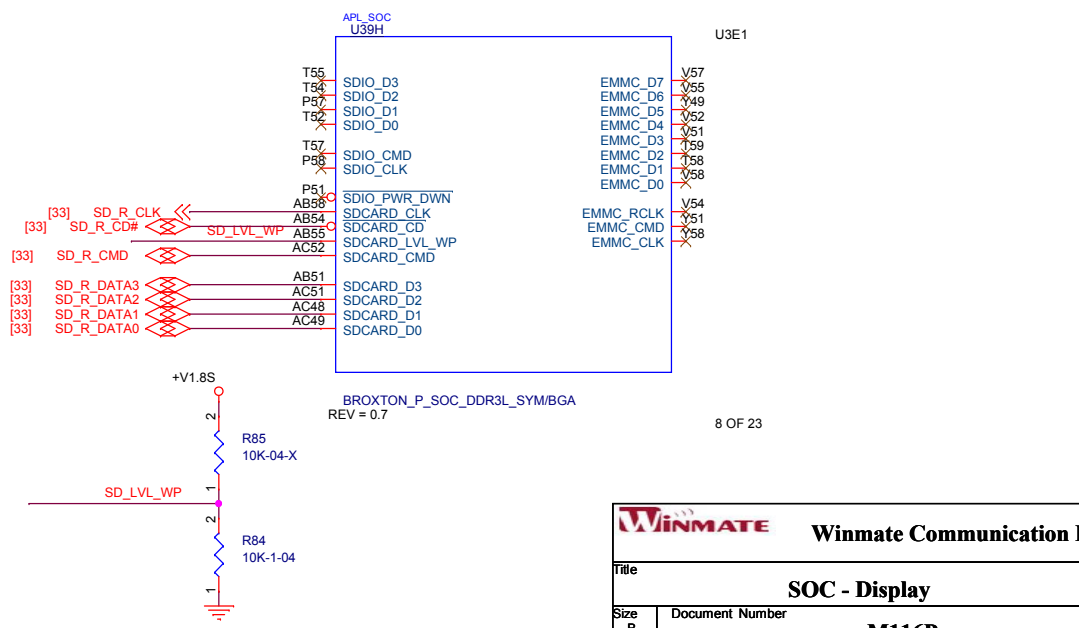 APL_SOC
U39H
U3E1
T55 SDIO_D3
T54 SDIO_D2
P57 SDIO_D1
T52 SDIO_D0
T57 SDIO_CMD
P58 SDIO_CLK
P51 SDIO_PWR_DWN
[33] SD_R_CLK AB58 SDCARD_CLK
[33] SD_R_CD# AB54 SDCARD_CD
SD_LVL_WP AB55 SDCARD_LVL_WP
[33] SD_R_CMD AC52 SDCARD_CMD
[33] SD_R_DATA3 AB51 SDCARD_D3
[33] SD_R_DATA2 AC51 SDCARD_D2
[33] SD_R_DATA1 AC48 SDCARD_D1
[33] SD_R_DATA0 AC49 SDCARD_D0
EMMC_D7 V57
EMMC_D6 V55
EMMC_D5 Y49
EMMC_D4 V52
EMMC_D3 V51
EMMC_D2 T59
EMMC_D1 T58
EMMC_D0 V58
EMMC_RCLK V54
EMMC_CMD Y51
EMMC_CLK Y58
BROXTON_P_SOC_DDR3L_SYM/BGA
REV = 0.7
8 OF 23
+V1.8S
2
R85
10K-04-X
1
SD_LVL_WP
2
R84
10K-1-04
1
WINMATE
Winmate Communication
Title
SOC - Display
Size
Document Number